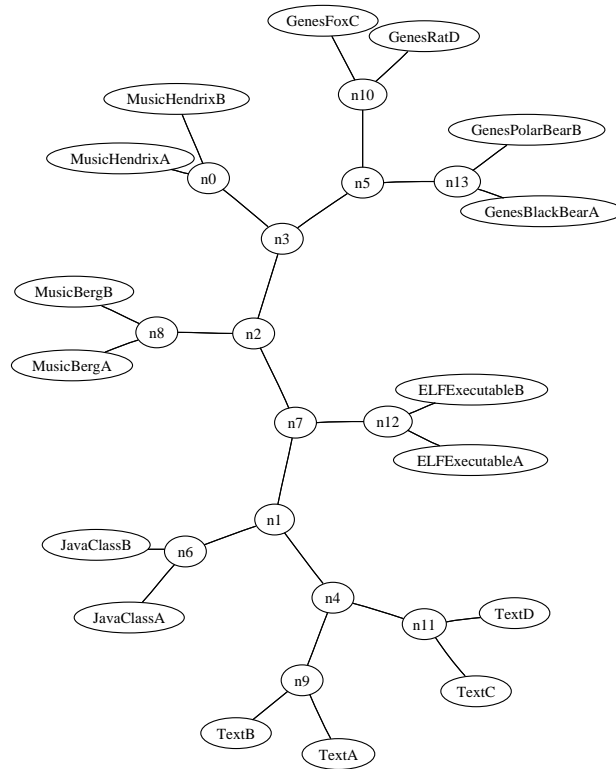 GenesFoxC
GenesRatD
n10
MusicHendrixB
GenesPolarBearB
MusicHendrixA
n0
n5
n13
GenesBlackBearA
n3
MusicBergB
n8
n2
MusicBergA
ELFExecutableB
n7
n12
ELFExecutableA
n1
JavaClassB
n6
n4
JavaClassA
TextD
n11
n9
TextC
TextB
TextA